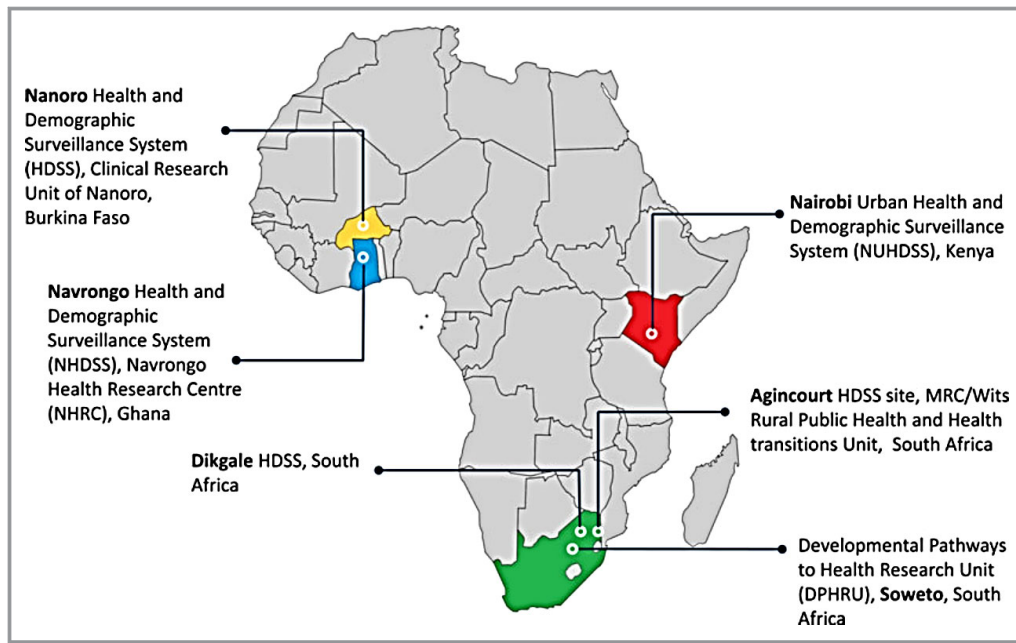 Nanoro Health and
Demographic
Surveillance System
(HDSS), Clinical Research
Unit of Nanoro,
Burkina Faso
Nairobi Urban Health and
Demographic Surveillance
System (NUHDSS), Kenya
Navrongo Health and
Demographic
Surveillance System
(NHDSS), Navrongo
Health Research Centre
(NHRC), Ghana
Agincourt HDSS site, MRC/Wits
Rural Public Health and Health
transitions Unit, South Africa
Dikgale HDSS, South
Africa
Developmental Pathways
to Health Research Unit
(DPHRU), Soweto, South
Africa